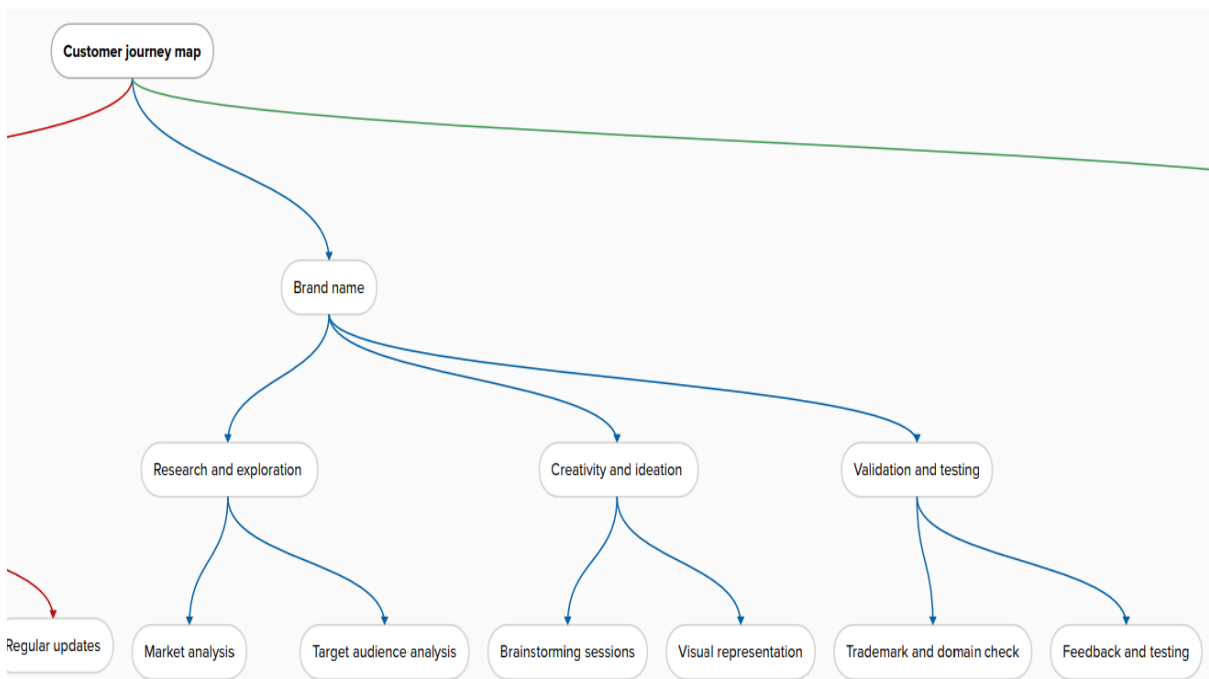 Customer journey map
Brand name
Research and exploration
Creativity and ideation
Validation and testing
Regular updates
Market analysis
Target audience analysis
Brainstorming sessions
Visual representation
Trademark and domain check
Feedback and testing